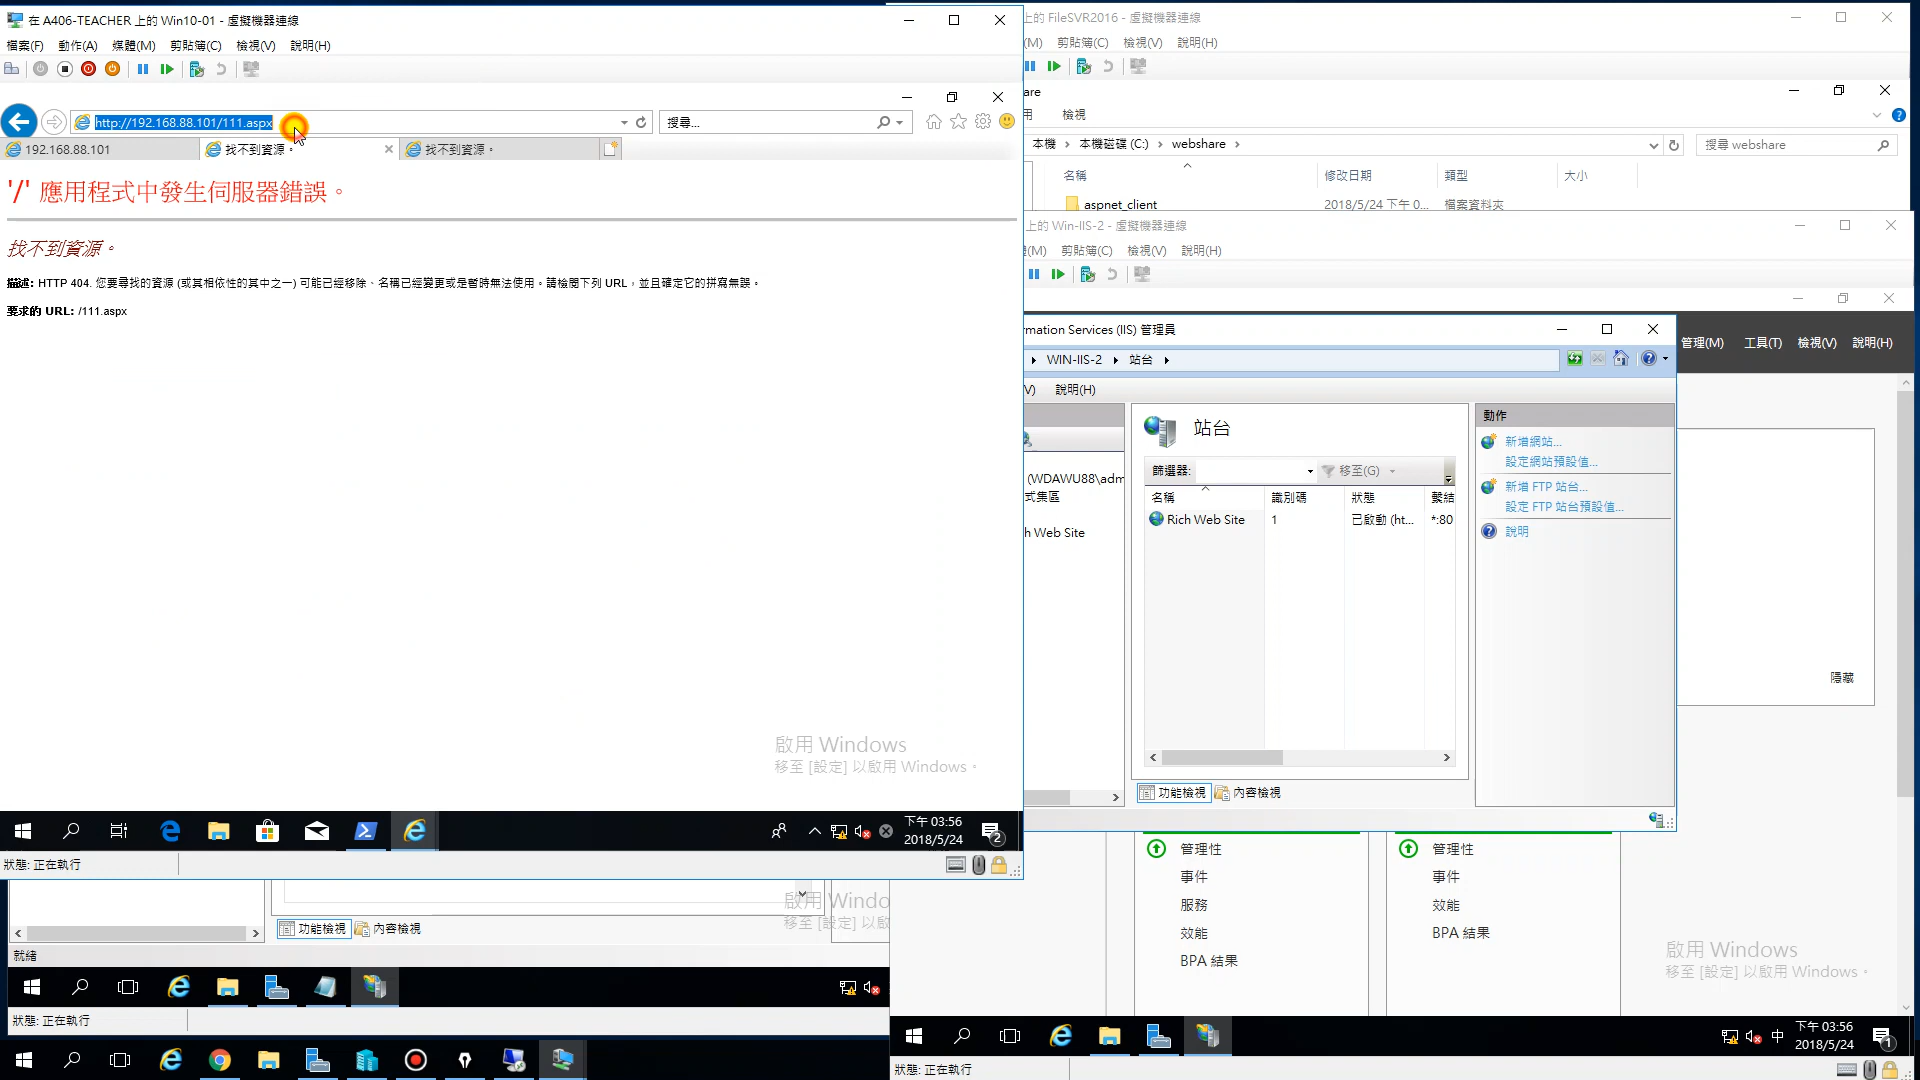 在 A406-TEACHER 上的 Win10-01 - 虛擬機器連線
檔案(F) 動作(A) 媒體(M) 剪貼簿(C) 檢視(V) 說明(H)
http://192.168.88.101/111.aspx
搜尋...
192.168.88.101
找不到資源。
找不到資源。
'/' 應用程式中發生伺服器錯誤。
找不到資源。
描述: HTTP 404. 您要尋找的資源 (或其相依性的其中之一) 可能已經移除、名稱已經變更或是暫時無法使用。請檢閱下列 URL，並且確定它的拼寫無誤。
要求的 URL: /111.aspx
啟用 Windows
移至 [設定] 以啟用 Windows。
下午 03:56
2018/5/24
2
狀態: 正在執行
上的 FileSVR2016 - 虛擬機器連線
(M) 剪貼簿(C) 檢視(V) 說明(H)
are
用 檢視
本機 本機磁碟 (C:) webshare
搜尋 webshare
名稱 修改日期 類型 大小
aspnet_client 2018/5/24 下午 0... 檔案資料夾
上的 Win-IIS-2 - 虛擬機器連線
(M) 剪貼簿(C) 檢視(V) 說明(H)
rmation Services (IIS) 管理員
管理(M) 工具(T) 檢視(V) 說明(H)
WIN-IIS-2 站台
V) 說明(H)
(WDAWU88\adm
式集區
h Web Site
站台
篩選器: 移至(G)
名稱 識別碼 狀態 繫結
Rich Web Site 1 已啟動 (ht... *:80
功能檢視 內容檢視
動作
新增網站...
設定網站預設值...
新增 FTP 站台...
設定 FTP 站台預設值...
說明
隱藏
管理性
事件
服務
效能
BPA 結果
管理性
事件
效能
BPA 結果
啟用 Windows
移至 [設定] 以啟用 Windows。
啟用 Windo
移至 [設定] 以啟
功能檢視 內容檢視
就緒
狀態: 正在執行
中
下午 03:56
2018/5/24
1
狀態: 正在執行